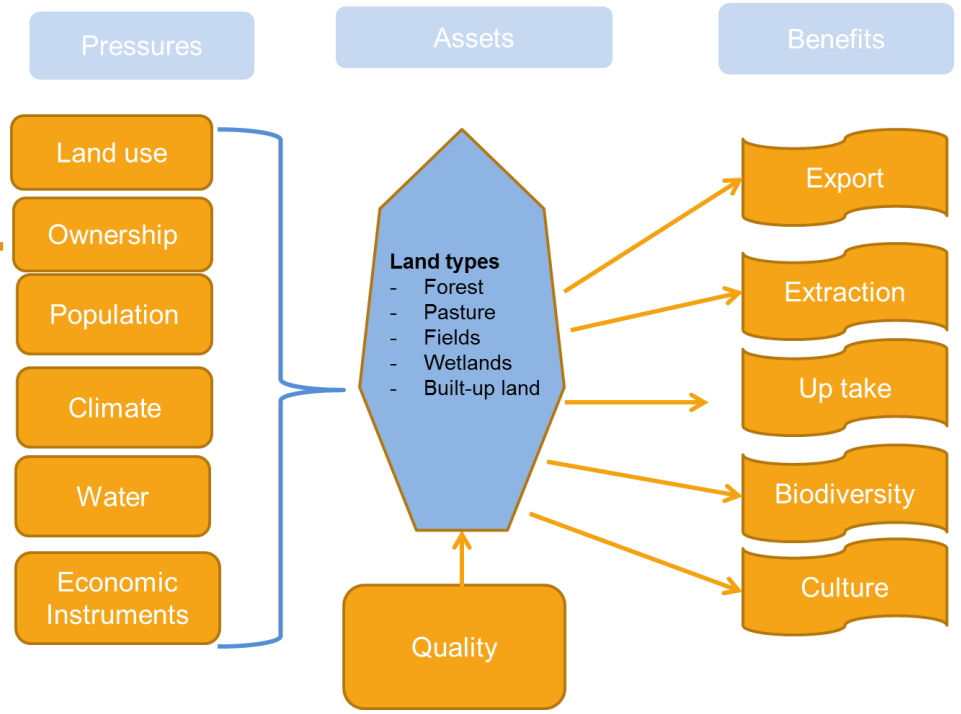 Pressures
Assets
Benefits
Land use
Ownership
Population
Climate
Water
Economic
Instruments
Land types
- Forest
- Pasture
- Fields
- Wetlands
- Built-up land
Quality
Export
Extraction
Up take
Biodiversity
Culture